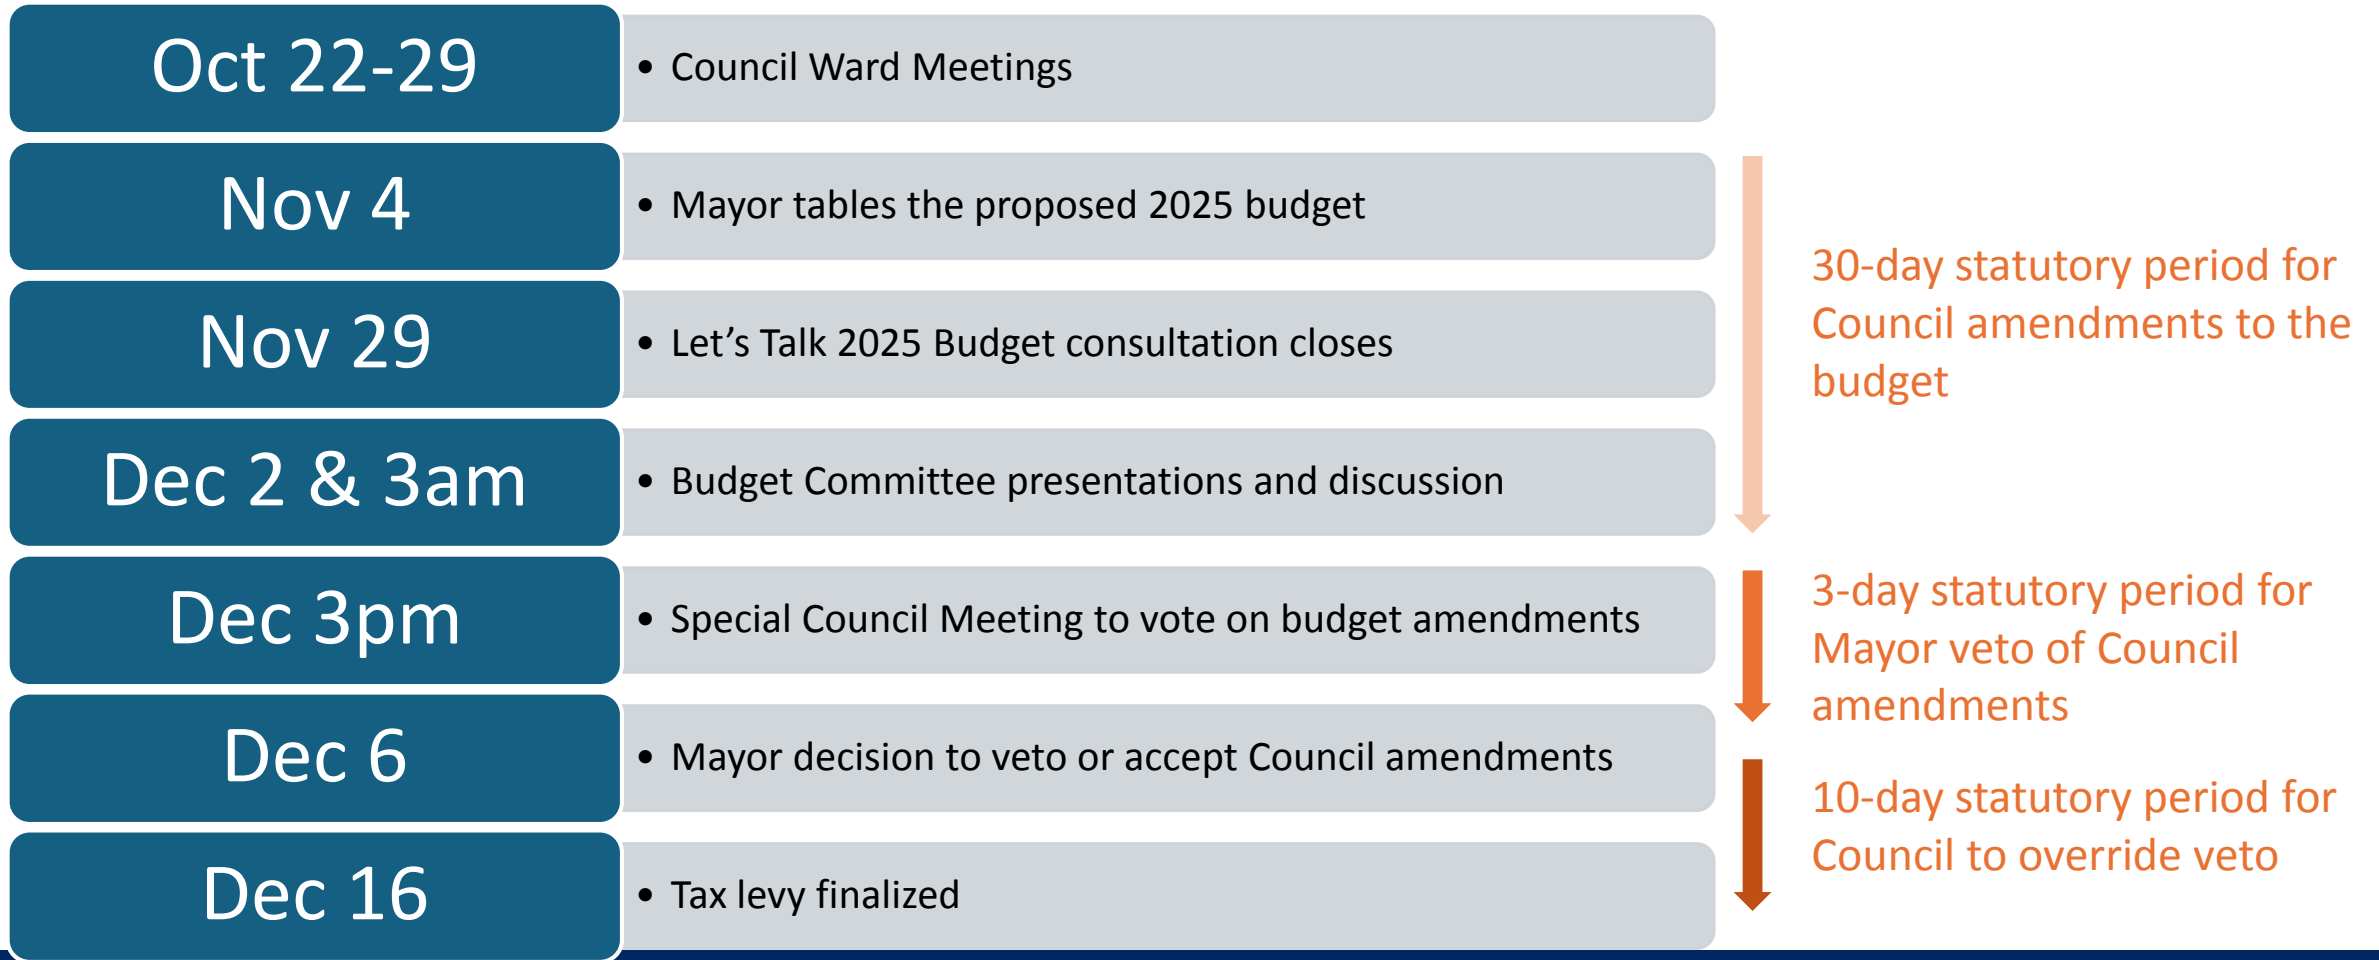 Oct 22-29
• Council Ward Meetings
Nov 4
• Mayor tables the proposed 2025 budget
Nov 29
• Let’s Talk 2025 Budget consultation closes
Dec 2 & 3am
• Budget Committee presentations and discussion
Dec 3pm
• Special Council Meeting to vote on budget amendments
Dec 6
• Mayor decision to veto or accept Council amendments
Dec 16
• Tax levy finalized
30-day statutory period for
Council amendments to the
budget
3-day statutory period for
Mayor veto of Council
amendments
10-day statutory period for
Council to override veto